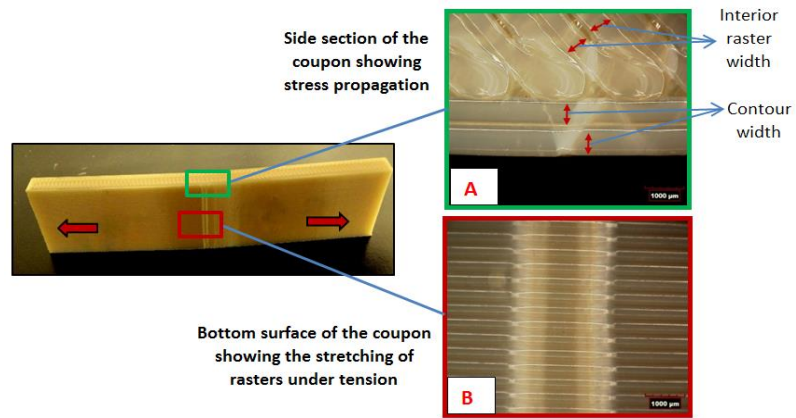 Side section of the
coupon showing
stress propagation
Interior
raster
width
Contour
width
A
1000 µm
Bottom surface of the coupon
showing the stretching of
rasters under tension
B
1000 µm